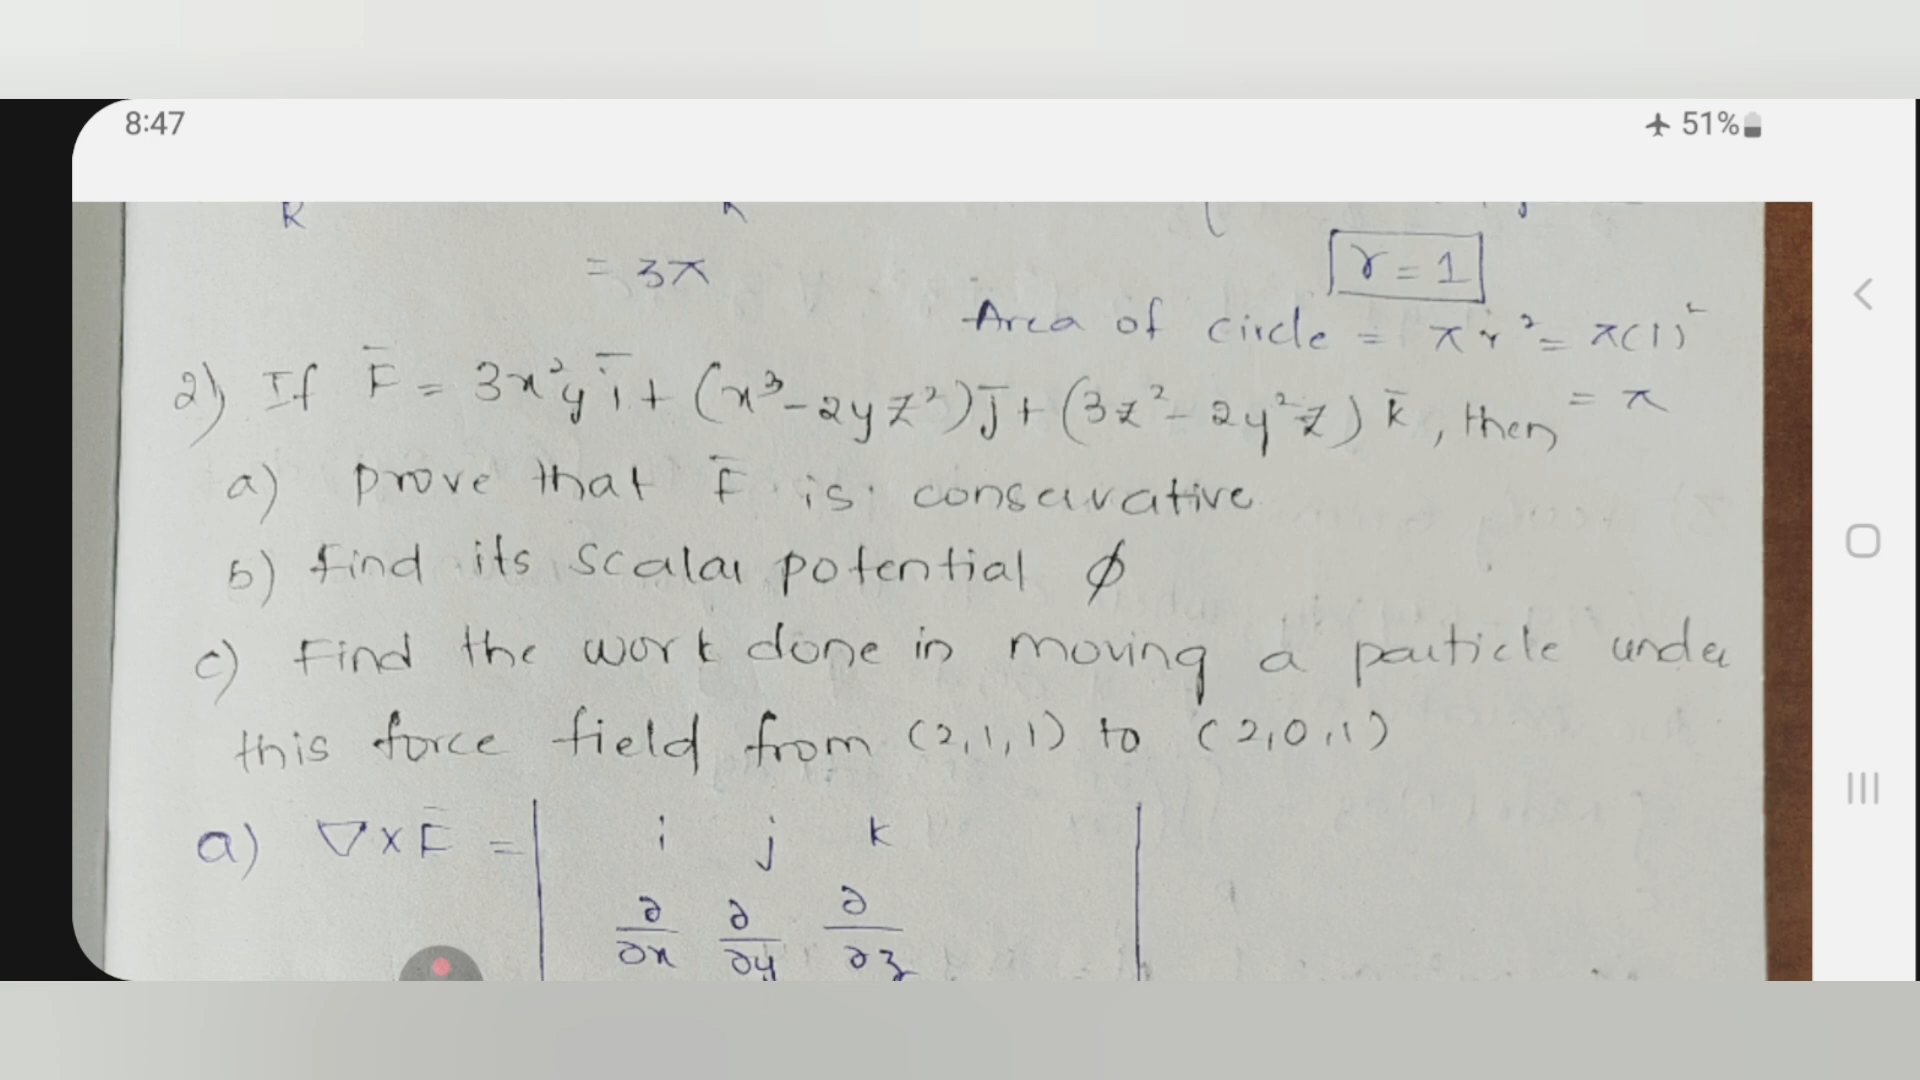 8:47
51%
= 3π
r = 1
Area of circle = πr² = π(1)²
= π
2) If F̄ = 3x²y ī + (x³ - 2yz²) j̄ + (3z² - 2y²z) k̄, then
a) prove that F̄ is conservative
b) find its scalar potential ϕ
c) Find the work done in moving a particle under
this force field from (2,1,1) to (2,0,1)
a) ∇×F̄ = | i j k |
∂/∂x ∂/∂y ∂/∂z